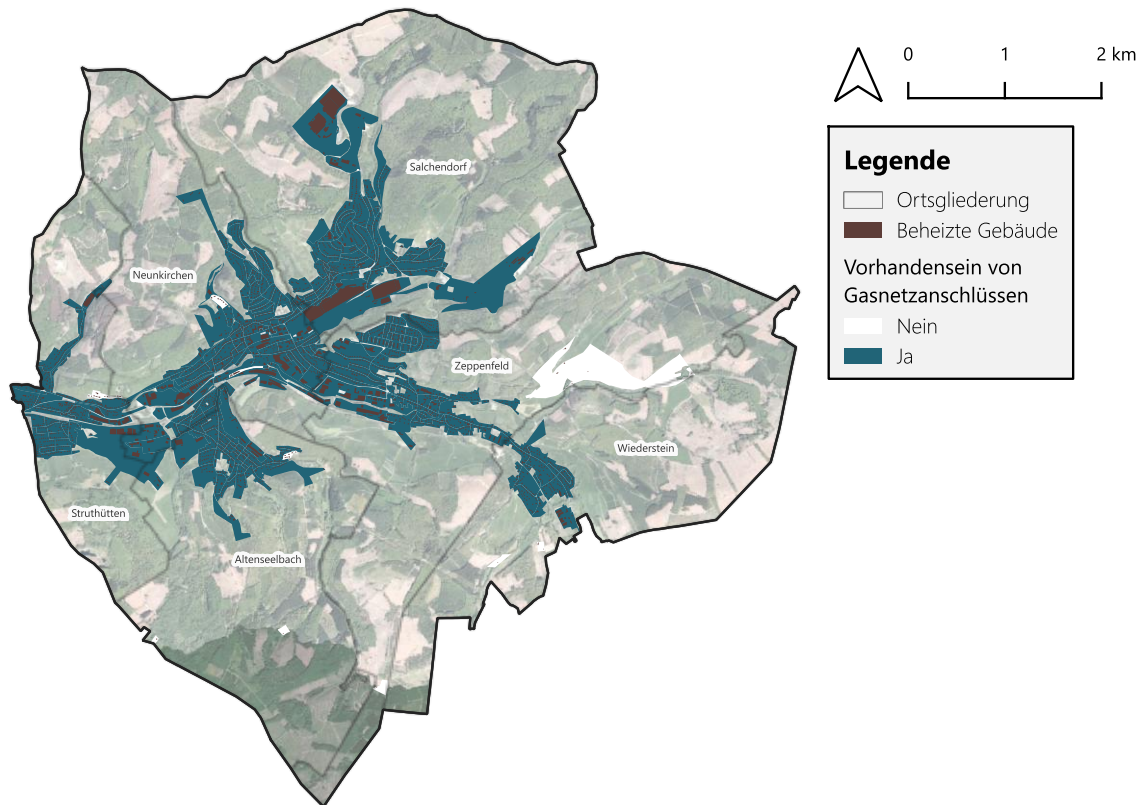 0 1 2 km
Salchendorf
Neunkirchen
Zeppenfeld
Wiederstein
Struthütten
Altenseelbach
Legende
Ortsgliederung
Beheizte Gebäude
Vorhandensein von
Gasnetzanschlüssen
Nein
Ja